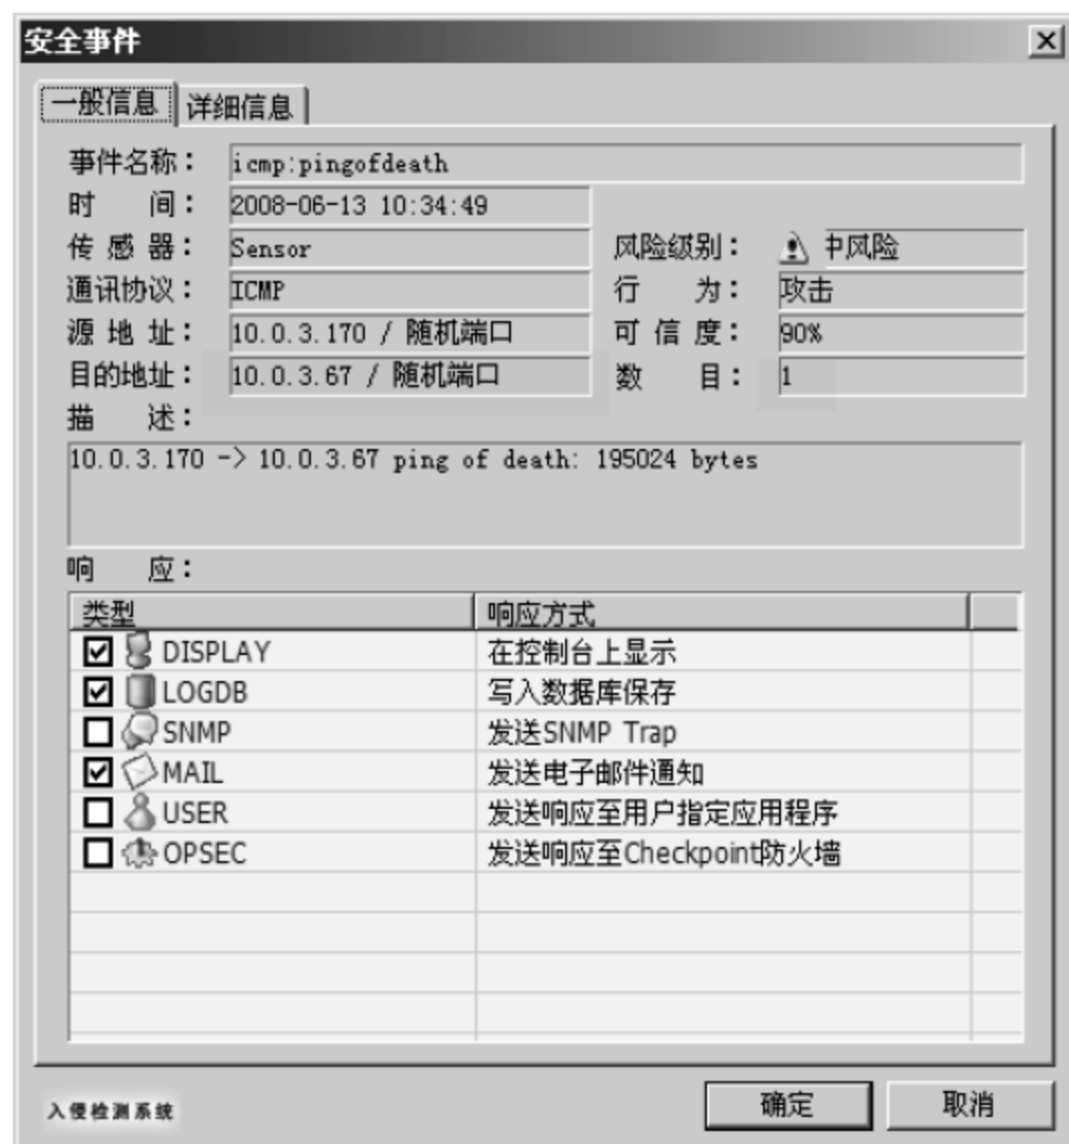 安全事件
一般信息 详细信息
事件名称： icmp:pingofdeath
时 间： 2008-06-13 10:34:49
传 感 器： Sensor 风险级别： 中风险
通讯协议： ICMP 行 为： 攻击
源 地 址： 10.0.3.170 / 随机端口 可 信 度： 90%
目的地址： 10.0.3.67 / 随机端口 数 目： 1
描 述：
10.0.3.170 -> 10.0.3.67 ping of death: 195024 bytes
响 应：
类型 响应方式
DISPLAY 在控制台上显示
LOGDB 写入数据库保存
SNMP 发送SNMP Trap
MAIL 发送电子邮件通知
USER 发送响应至用户指定应用程序
OPSEC 发送响应至Checkpoint防火墙
入侵检测系统 确定 取消